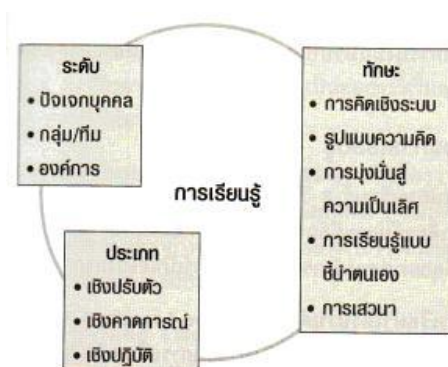 ระดับ
• ปัจเจกบุคคล
• กลุ่ม/ทีม
• องค์การ
การเรียนรู้
ทักษะ
• การคิดเชิงระบบ
• รูปแบบความคิด
• การมุ่งมั่นสู่
ความเป็นเลิศ
• การเรียนรู้แบบ
ชี้นำตนเอง
• การเสวนา
ประเภท
• เชิงปรับตัว
• เชิงคาดการณ์
• เชิงปฏิบัติ